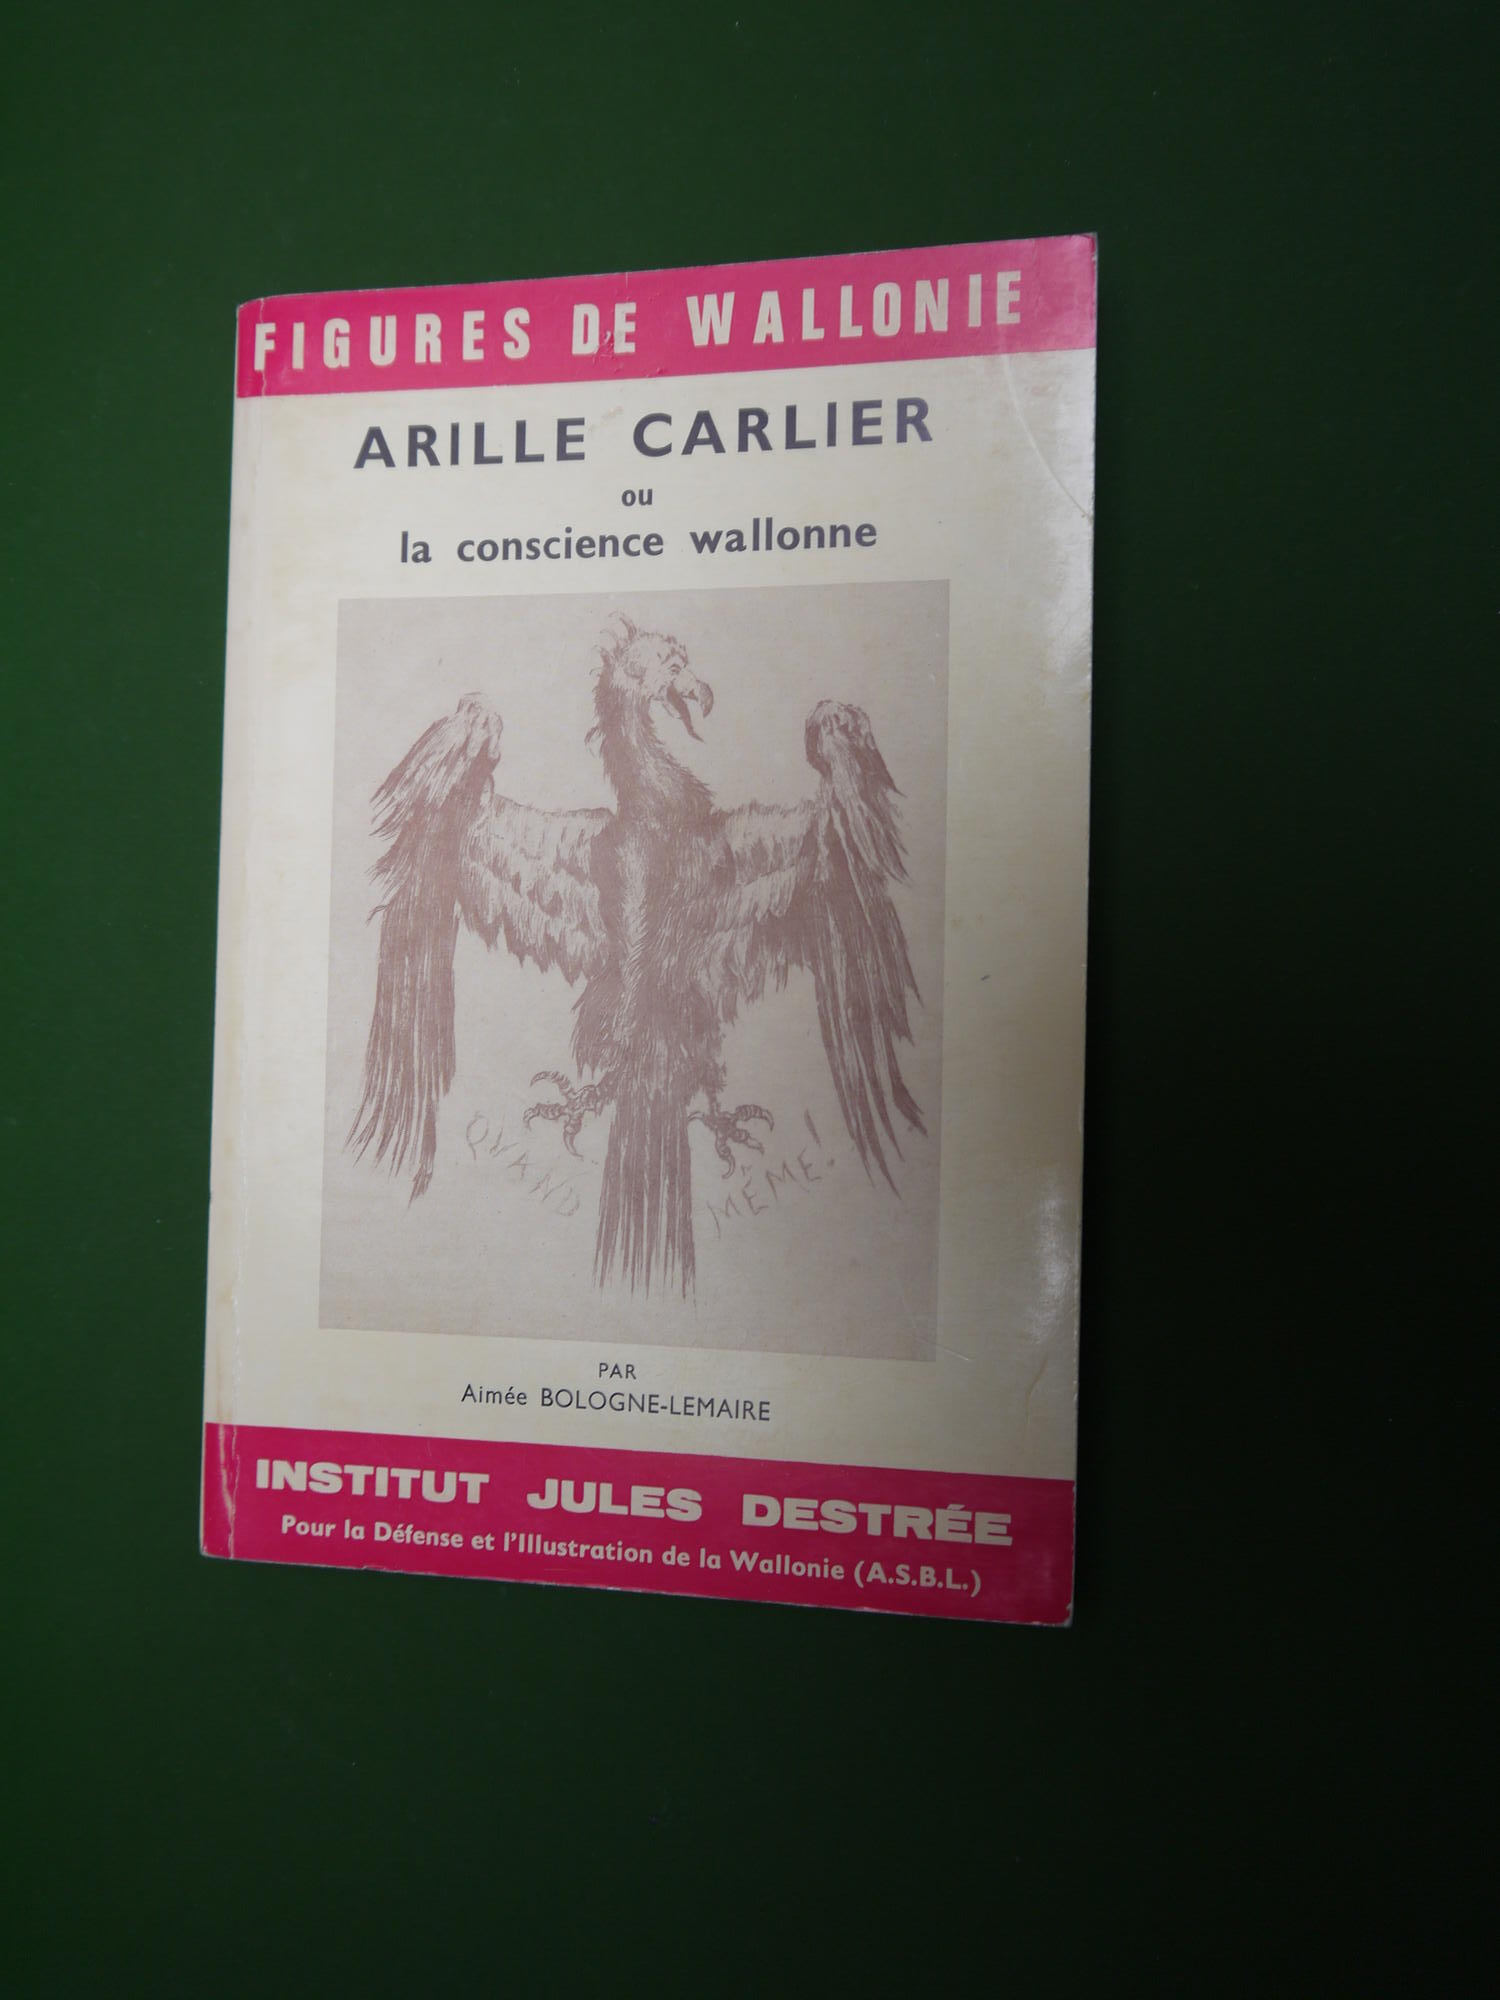 FIGURES DE WALLONIE
ARILLE CARLIER
ou
la conscience wallonne
QUAND MÊME!
PAR
Aimée BOLOGNE-LEMAIRE
INSTITUT JULES DESTRÉE
Pour la Défense et l'Illustration de la Wallonie (A.S.B.L.)